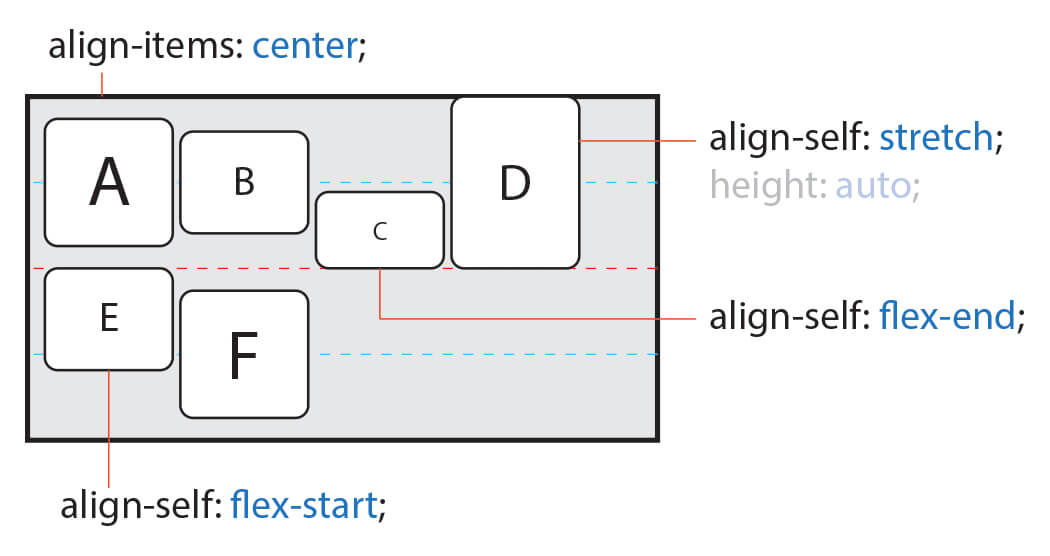 align-items: center;
A
B
C
D
align-self: stretch;
height: auto;
E
F
align-self: flex-end;
align-self: flex-start;